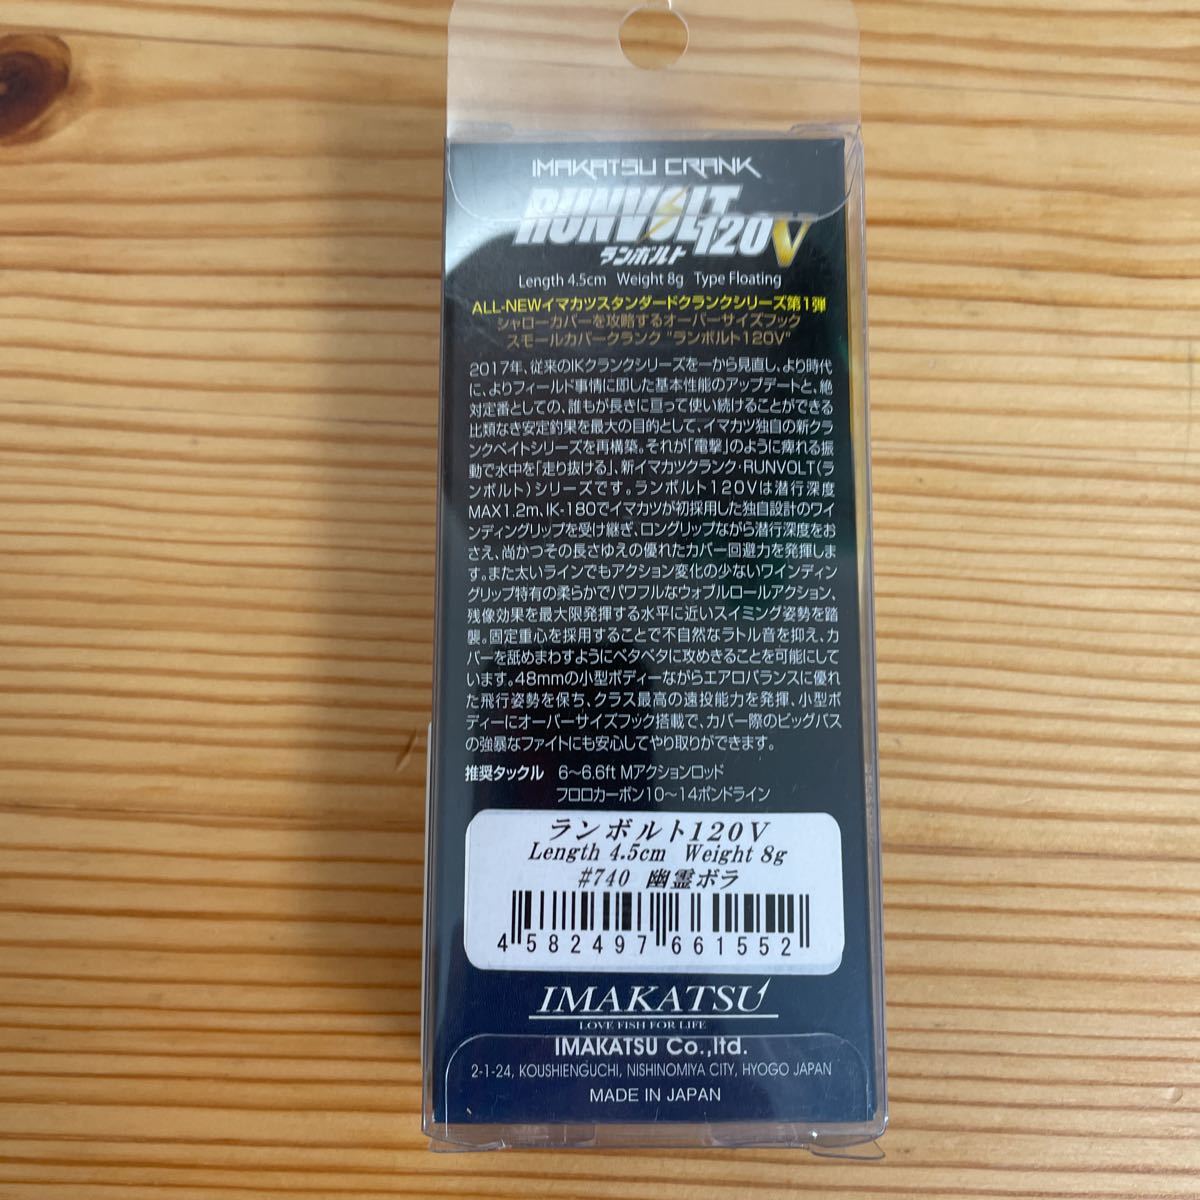 IMAKATSU CRANK
RUNVOLT120V
ランボルト
Length 4.5cm Weight 8g Type Floating
ALL-NEWイマカツスタンダードクランクシリーズ第1弾
シャローカバーを攻略するオーバーサイズフック
スモールカバークランク "ランボルト120V"
2017年、従来のIKクランクシリーズを一から見直し、より時代
に、よりフィールド事情に即した基本性能のアップデートと、絶
対定番としての、誰もが長きに亘って使い続けることができる
比類なき安定釣果を最大の目的として、イマカツ独自の新クラ
ンクベイトシリーズを再構築。それが「電撃」のように痺れる振
動で水中を「走り抜ける」、新イマカツクランク・RUNVOLT(ラ
ンボルト)シリーズです。ランボルト120Vは潜行深度
MAX1.2m、IK-180でイマカツが初採用した独自設計のワイ
ンディングリップを受け継ぎ、ロングリップながら潜行深度をお
さえ、尚かつその長さゆえの優れたカバー回避力を発揮しま
す。また太いラインでもアクション変化の少ないワインディン
グリップ特有の柔らかでパワフルなウォブルロールアクション、
残像効果を最大限発揮する水平に近いスイミング姿勢を踏
襲。固定重心を採用することで不自然なラトル音を抑え、カ
バーを舐めまわすようにベタベタに攻めきることを可能にして
います。48mmの小型ボディーながらエアロバランスに優れ
た飛行姿勢を保ち、クラス最高の遠投能力を発揮、小型ボ
ディーにオーバーサイズフック搭載で、カバー際のビッグバス
の強暴なファイトにも安心してやり取りができます。
推奨タックル 6〜6.6ft Mアクションロッド
フロロカーボン10〜14ポンドライン
ランボルト120V
Length 4.5cm Weight 8g
#740 幽霊ボラ
4 582497 661552
IMAKATSU
LOVE FISH FOR LIFE
IMAKATSU Co.,ltd.
2-1-24, KOUSHIENGUCHI, NISHINOMIYA CITY, HYOGO JAPAN
MADE IN JAPAN